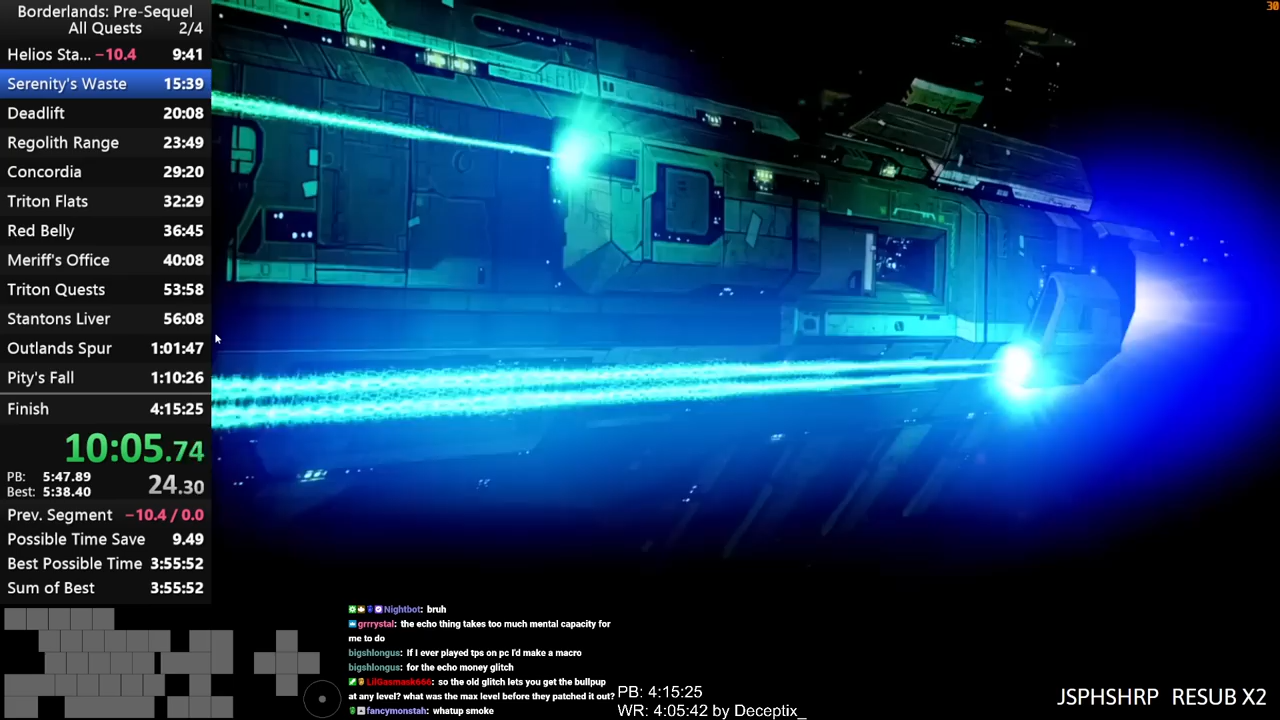 Borderlands: Pre-Sequel
All Quests 2/4
Helios Sta... −10.4 9:41
Serenity's Waste 15:39
Deadlift 20:08
Regolith Range 23:49
Concordia 29:20
Triton Flats 32:29
Red Belly 36:45
Meriff's Office 40:08
Triton Quests 53:58
Stantons Liver 56:08
Outlands Spur 1:01:47
Pity's Fall 1:10:26
Finish 4:15:25
10:05.74
PB: 5:47.89
Best: 5:38.40
24.30
Prev. Segment −10.4 / 0.0
Possible Time Save 9.49
Best Possible Time 3:55:52
Sum of Best 3:55:52
30
Nightbot: bruh
grrrystal: the echo thing takes too much mental capacity for
me to do
bigshlongus: If I ever played tps on pc I'd make a macro
bigshlongus: for the echo money glitch
LilGasmask666: so the old glitch lets you get the bullpup
at any level? what was the max level before they patched it out?
fancymonstah: whatup smoke
PB: 4:15:25
WR: 4:05:42 by Deceptix_
JSPHSHRP RESUB X2